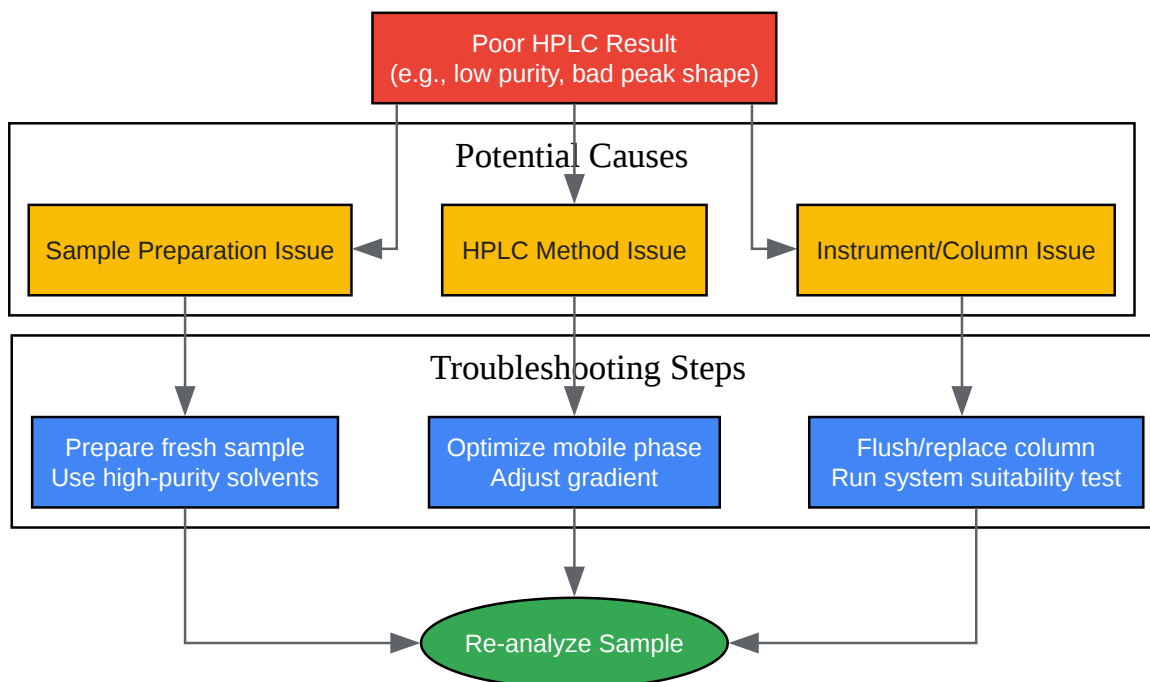 Poor HPLC Result
(e.g., low purity, bad peak shape)
Potential Causes
Sample Preparation Issue
HPLC Method Issue
Instrument/Column Issue
Troubleshooting Steps
Prepare fresh sample
Use high-purity solvents
Optimize mobile phase
Adjust gradient
Flush/replace column
Run system suitability test
Re-analyze Sample